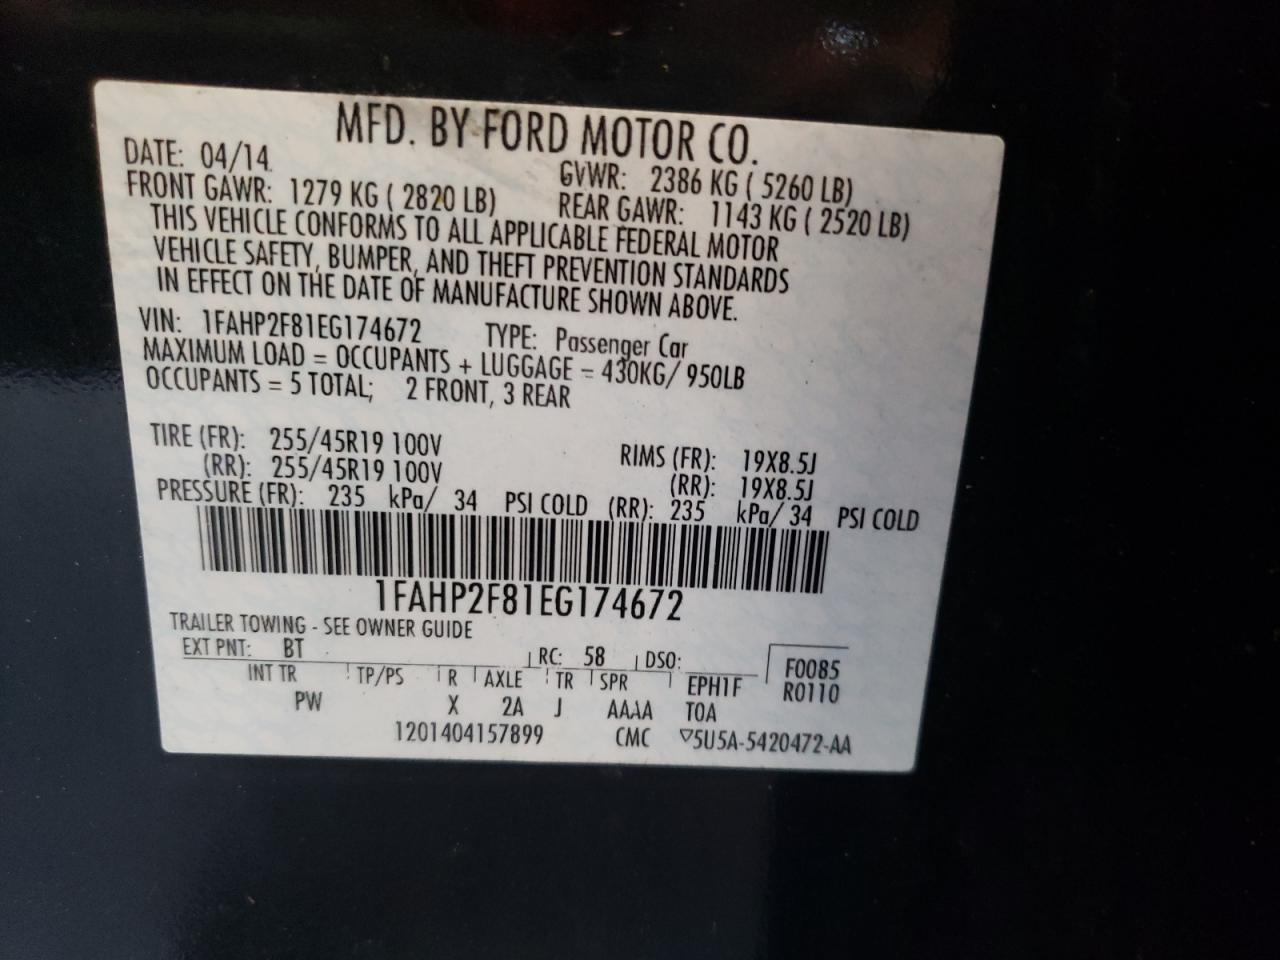 MFD. BY FORD MOTOR CO.
DATE: 04/14 GVWR: 2386 KG ( 5260 LB)
FRONT GAWR: 1279 KG ( 2820 LB) REAR GAWR: 1143 KG ( 2520 LB)
THIS VEHICLE CONFORMS TO ALL APPLICABLE FEDERAL MOTOR
VEHICLE SAFETY, BUMPER, AND THEFT PREVENTION STANDARDS
IN EFFECT ON THE DATE OF MANUFACTURE SHOWN ABOVE.
VIN: 1FAHP2F81EG174672 TYPE: Passenger Car
MAXIMUM LOAD = OCCUPANTS + LUGGAGE = 430KG/ 950LB
OCCUPANTS = 5 TOTAL; 2 FRONT, 3 REAR
TIRE (FR): 255/45R19 100V RIMS (FR): 19X8.5J
(RR): 255/45R19 100V (RR): 19X8.5J
PRESSURE (FR): 235 kPa/ 34 PSI COLD (RR): 235 kPa/ 34 PSI COLD
1FAHP2F81EG174672
TRAILER TOWING - SEE OWNER GUIDE
EXT PNT: BT RC: 58 DSO: F0085
INT TR TP/PS R AXLE TR SPR EPH1F R0110
PW X 2A J AAAA TOA
1201404157899 CMC ▽5U5A-5420472-AA